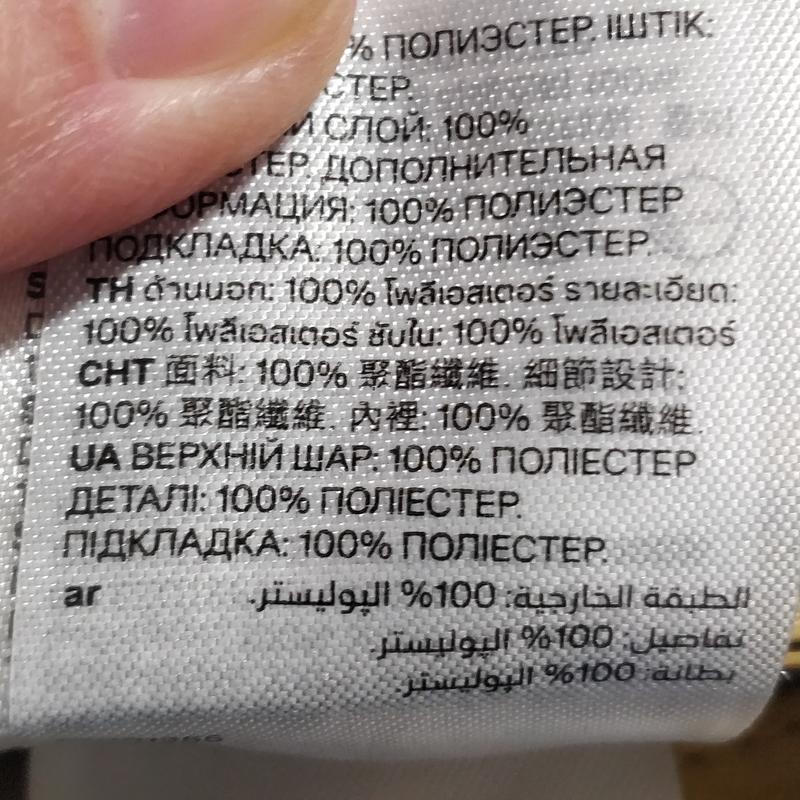 % ПОЛИЭСТЕР. ІШТІК:
СТЕР.
СЛОЙ: 100%
ДОПОЛНИТЕЛЬНАЯ
ОРМАЦИЯ: 100% ПОЛИЭСТЕР
ПОДКЛАДКА: 100% ПОЛИЭСТЕР.
TH ด้านนอก: 100% โพลีเอสเตอร์ รายละเอียด:
100% โพลีเอสเตอร์ ซับใน: 100% โพลีเอสเตอร์
CHT 面料: 100% 聚酯纖維. 細節設計:
100% 聚酯纖維. 內裡: 100% 聚酯纖維.
UA ВЕРХНІЙ ШАР: 100% ПОЛІЕСТЕР
ДЕТАЛІ: 100% ПОЛІЕСТЕР.
ПІДКЛАДКА: 100% ПОЛІЕСТЕР.
ar الطبقة الخارجية: 100% البوليستر.
تفاصيل: 100% البوليستر.
بطانة: 100% البوليستر.